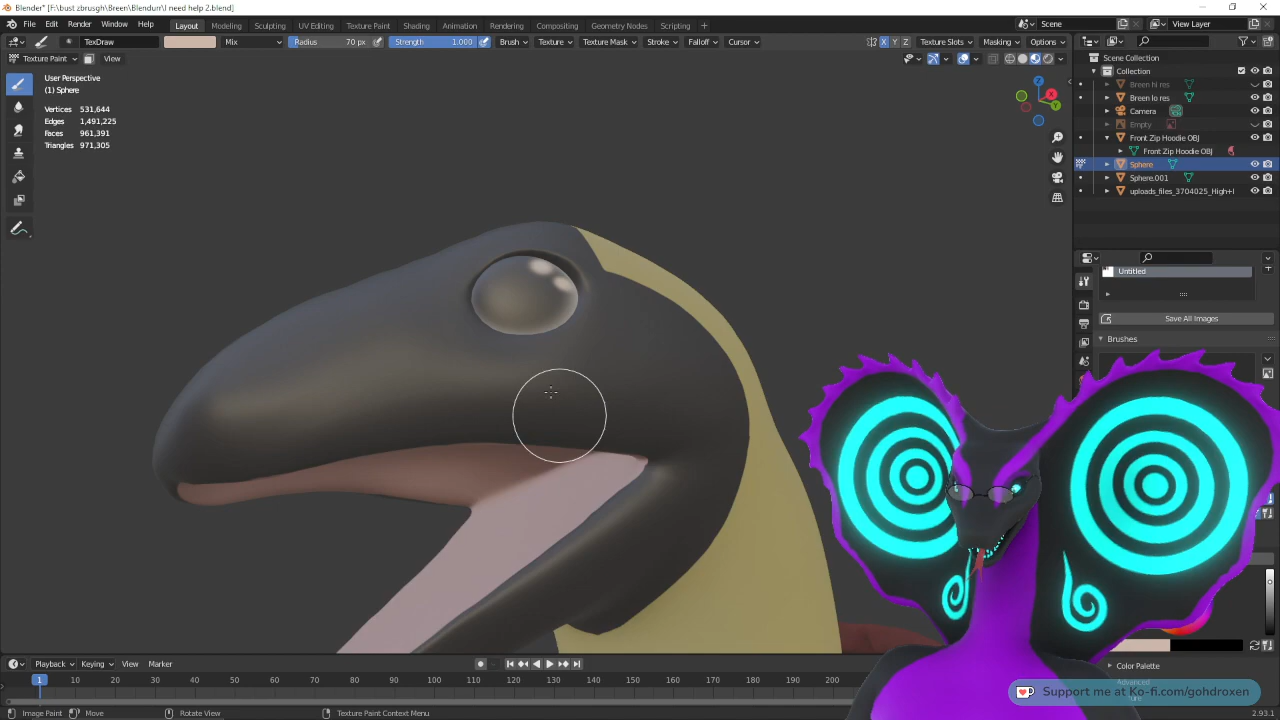 Blender* [F:\bust zbrusgh\Breen\Blendurr\I need help 2.blend]
File Edit Render Window Help Layout Modeling Sculpting UV Editing Texture Paint Shading Animation Rendering Compositing Geometry Nodes Scripting + Scene View Layer
TexDraw Mix Radius 70 px Strength 1.000 Brush Texture Texture Mask Stroke Falloff Cursor X Y Z Texture Slots Masking Options
Texture Paint View
User Perspective
(1) Sphere
Vertices 531,644
Edges 1,491,225
Faces 961,391
Triangles 971,305
Z
X
Y
Scene Collection
Collection
Breen hi res
Breen lo res
Camera
Empty
Front Zip Hoodie OBJ
Front Zip Hoodie OBJ
Sphere
Sphere.001
uploads_files_3704025_High+I
Untitled
Save All Images
Brushes
Color Palette
Advanced
Support me at Ko-fi.com/gohdroxen
Playback Keying View Marker
1 10 20 30 40 50 60 70 80 90 100 110 120 130 140 150 160 170 180 190 200
Image Paint Move Rotate View Texture Paint Context Menu 2.93.1